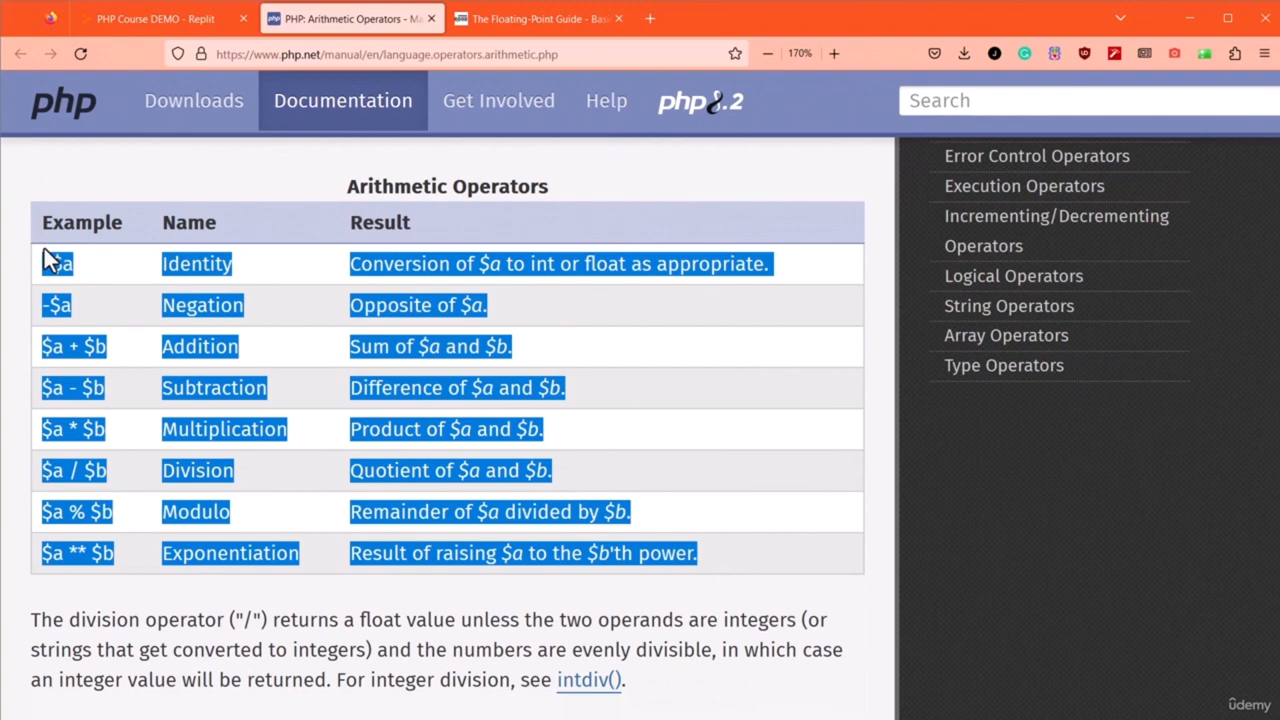 PHP Course DEMO - Replit
PHP: Arithmetic Operators - Ma
The Floating-Point Guide - Bas
https://www.php.net/manual/en/language.operators.arithmetic.php
170%
php
Downloads
Documentation
Get Involved
Help
php8.2
Search
Arithmetic Operators
Example Name Result
$a Identity Conversion of $a to int or float as appropriate.
-$a Negation Opposite of $a.
$a + $b Addition Sum of $a and $b.
$a - $b Subtraction Difference of $a and $b.
$a * $b Multiplication Product of $a and $b.
$a / $b Division Quotient of $a and $b.
$a % $b Modulo Remainder of $a divided by $b.
$a ** $b Exponentiation Result of raising $a to the $b'th power.
The division operator ("/") returns a float value unless the two operands are integers (or
strings that get converted to integers) and the numbers are evenly divisible, in which case
an integer value will be returned. For integer division, see intdiv().
Error Control Operators
Execution Operators
Incrementing/Decrementing
Operators
Logical Operators
String Operators
Array Operators
Type Operators
ûdemy